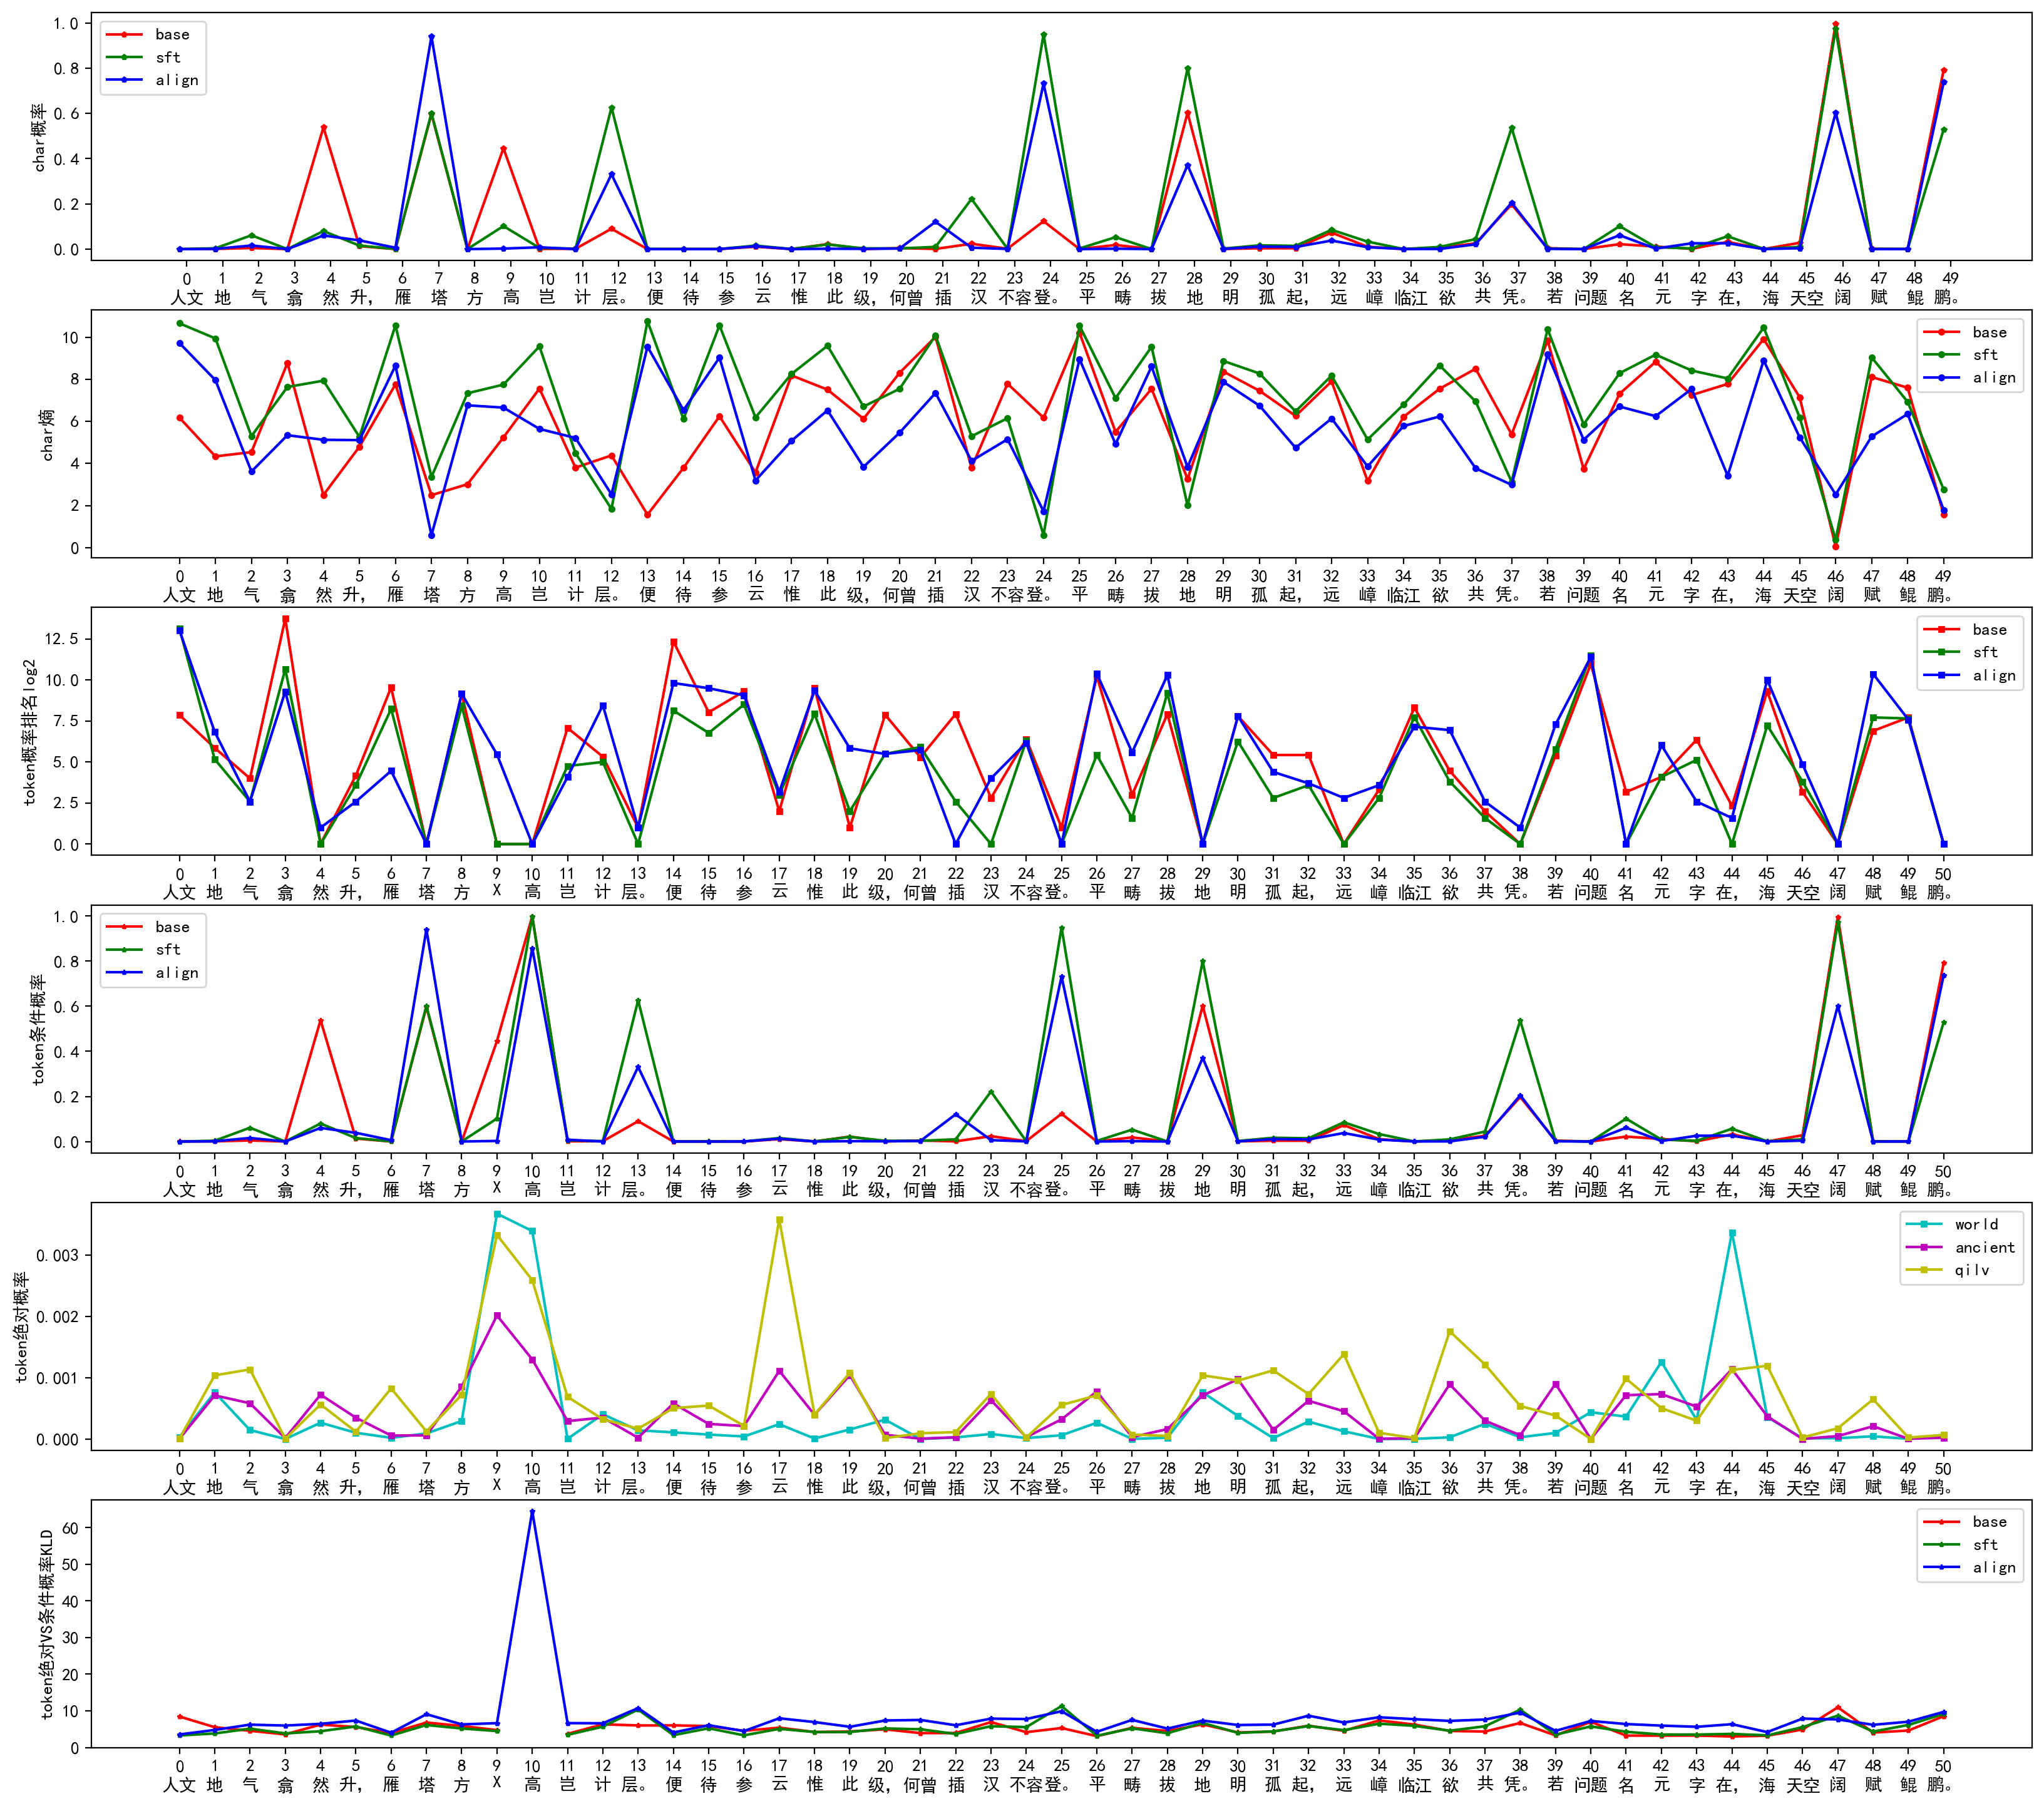 char概率
1.0
0.8
0.6
0.4
0.2
0.0
base
sft
align
0 1 2 3 4 5 6 7 8 9 10 11 12 13 14 15 16 17 18 19 20 21 22 23 24 25 26 27 28 29 30 31 32 33 34 35 36 37 38 39 40 41 42 43 44 45 46 47 48 49
人文 地 气 翕 然 升， 雁 塔 方 高 岂 计 层。 便 待 参 云 惟 此 级， 何曾 插 汉 不容 登。 平 畴 拔 地 明 孤 起， 远 嶂 临江 欲 共 凭。 若 问题 名 元 字 在， 海 天空 阔 赋 鲲 鹏。
char熵
10
8
6
4
2
0
base
sft
align
0 1 2 3 4 5 6 7 8 9 10 11 12 13 14 15 16 17 18 19 20 21 22 23 24 25 26 27 28 29 30 31 32 33 34 35 36 37 38 39 40 41 42 43 44 45 46 47 48 49
人文 地 气 翕 然 升， 雁 塔 方 高 岂 计 层。 便 待 参 云 惟 此 级， 何曾 插 汉 不容 登。 平 畴 拔 地 明 孤 起， 远 嶂 临江 欲 共 凭。 若 问题 名 元 字 在， 海 天空 阔 赋 鲲 鹏。
token概率排名log2
12.5
10.0
7.5
5.0
2.5
0.0
base
sft
align
0 1 2 3 4 5 6 7 8 9 10 11 12 13 14 15 16 17 18 19 20 21 22 23 24 25 26 27 28 29 30 31 32 33 34 35 36 37 38 39 40 41 42 43 44 45 46 47 48 49 50
人文 地 气 翕 然 升， 雁 塔 方 X 高 岂 计 层。 便 待 参 云 惟 此 级， 何曾 插 汉 不容 登。 平 畴 拔 地 明 孤 起， 远 嶂 临江 欲 共 凭。 若 问题 名 元 字 在， 海 天空 阔 赋 鲲 鹏。
token条件概率
1.0
0.8
0.6
0.4
0.2
0.0
base
sft
align
0 1 2 3 4 5 6 7 8 9 10 11 12 13 14 15 16 17 18 19 20 21 22 23 24 25 26 27 28 29 30 31 32 33 34 35 36 37 38 39 40 41 42 43 44 45 46 47 48 49 50
人文 地 气 翕 然 升， 雁 塔 方 X 高 岂 计 层。 便 待 参 云 惟 此 级， 何曾 插 汉 不容 登。 平 畴 拔 地 明 孤 起， 远 嶂 临江 欲 共 凭。 若 问题 名 元 字 在， 海 天空 阔 赋 鲲 鹏。
token绝对概率
0.003
0.002
0.001
0.000
world
ancient
qilv
0 1 2 3 4 5 6 7 8 9 10 11 12 13 14 15 16 17 18 19 20 21 22 23 24 25 26 27 28 29 30 31 32 33 34 35 36 37 38 39 40 41 42 43 44 45 46 47 48 49 50
人文 地 气 翕 然 升， 雁 塔 方 X 高 岂 计 层。 便 待 参 云 惟 此 级， 何曾 插 汉 不容 登。 平 畴 拔 地 明 孤 起， 远 嶂 临江 欲 共 凭。 若 问题 名 元 字 在， 海 天空 阔 赋 鲲 鹏。
token绝对VS条件概率KLD
60
50
40
30
20
10
0
base
sft
align
0 1 2 3 4 5 6 7 8 9 10 11 12 13 14 15 16 17 18 19 20 21 22 23 24 25 26 27 28 29 30 31 32 33 34 35 36 37 38 39 40 41 42 43 44 45 46 47 48 49 50
人文 地 气 翕 然 升， 雁 塔 方 X 高 岂 计 层。 便 待 参 云 惟 此 级， 何曾 插 汉 不容 登。 平 畴 拔 地 明 孤 起， 远 嶂 临江 欲 共 凭。 若 问题 名 元 字 在， 海 天空 阔 赋 鲲 鹏。